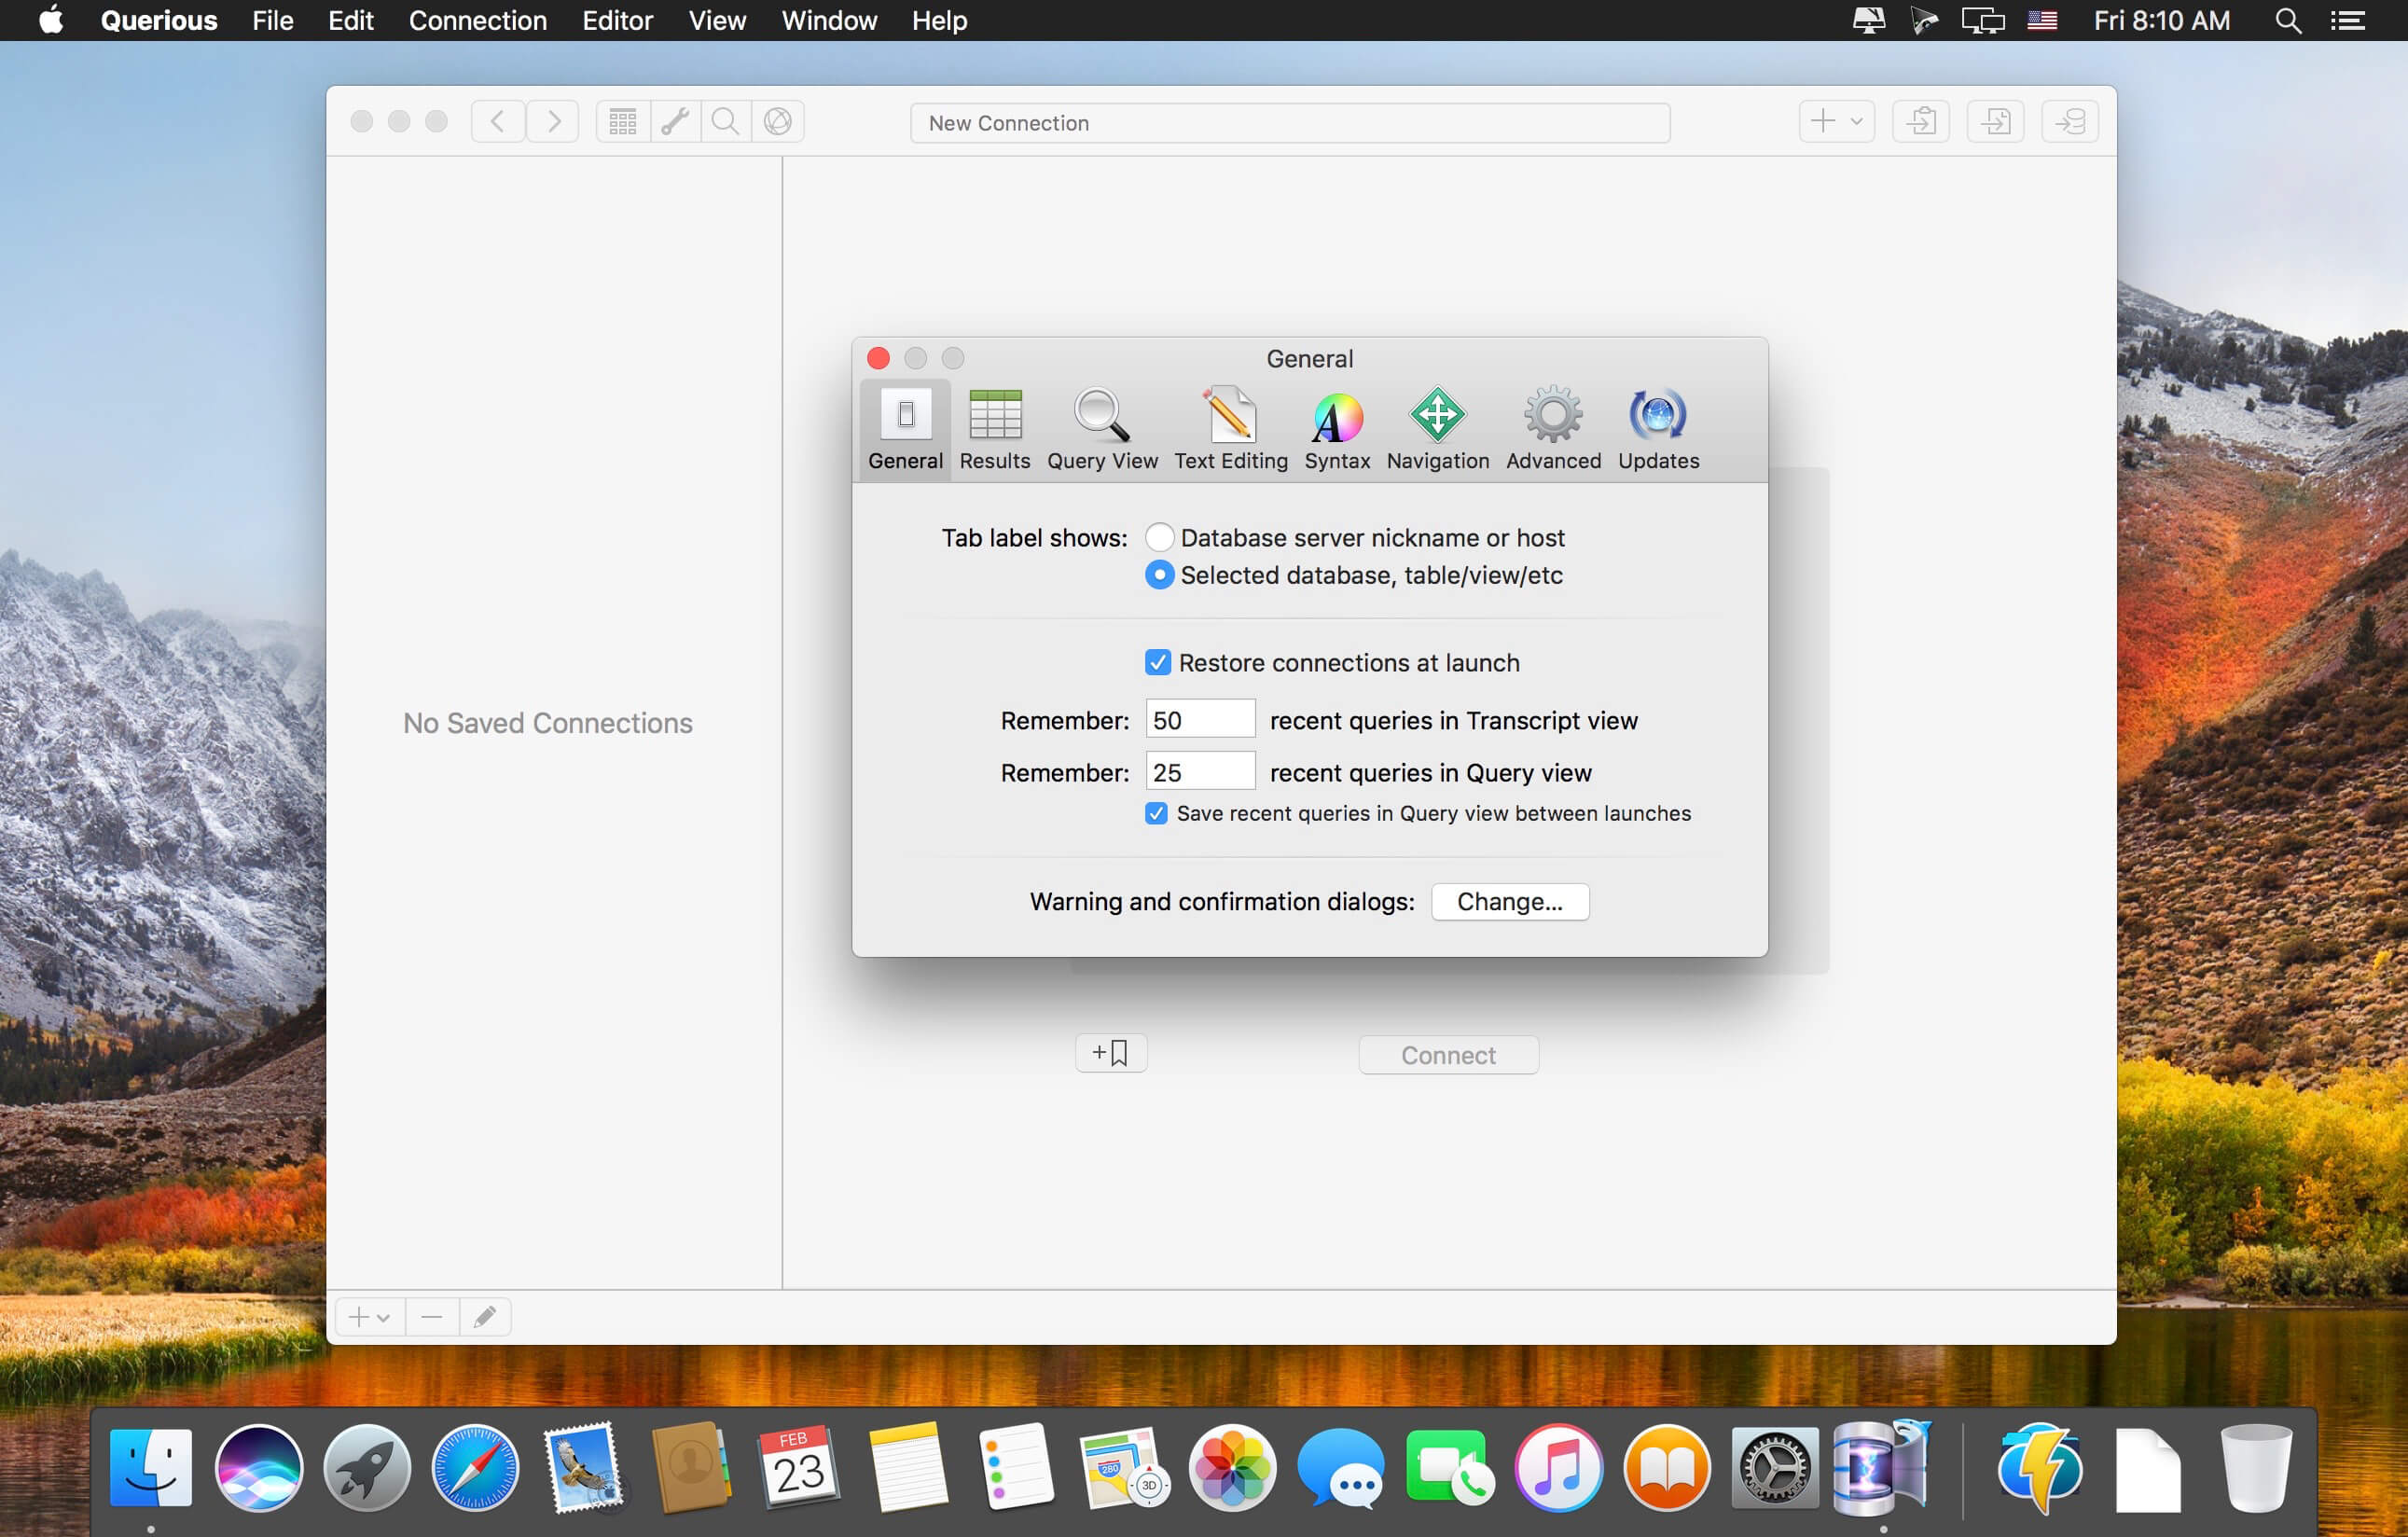 Querious File Edit Connection Editor View Window Help Fri 8:10 AM
New Connection
General
General Results Query View Text Editing Syntax Navigation Advanced Updates
Tab label shows: Database server nickname or host
Selected database, table/view/etc
Restore connections at launch
No Saved Connections
Remember: 50 recent queries in Transcript view
Remember: 25 recent queries in Query view
Save recent queries in Query view between launches
Warning and confirmation dialogs: Change...
Connect
FEB
23
280
3D